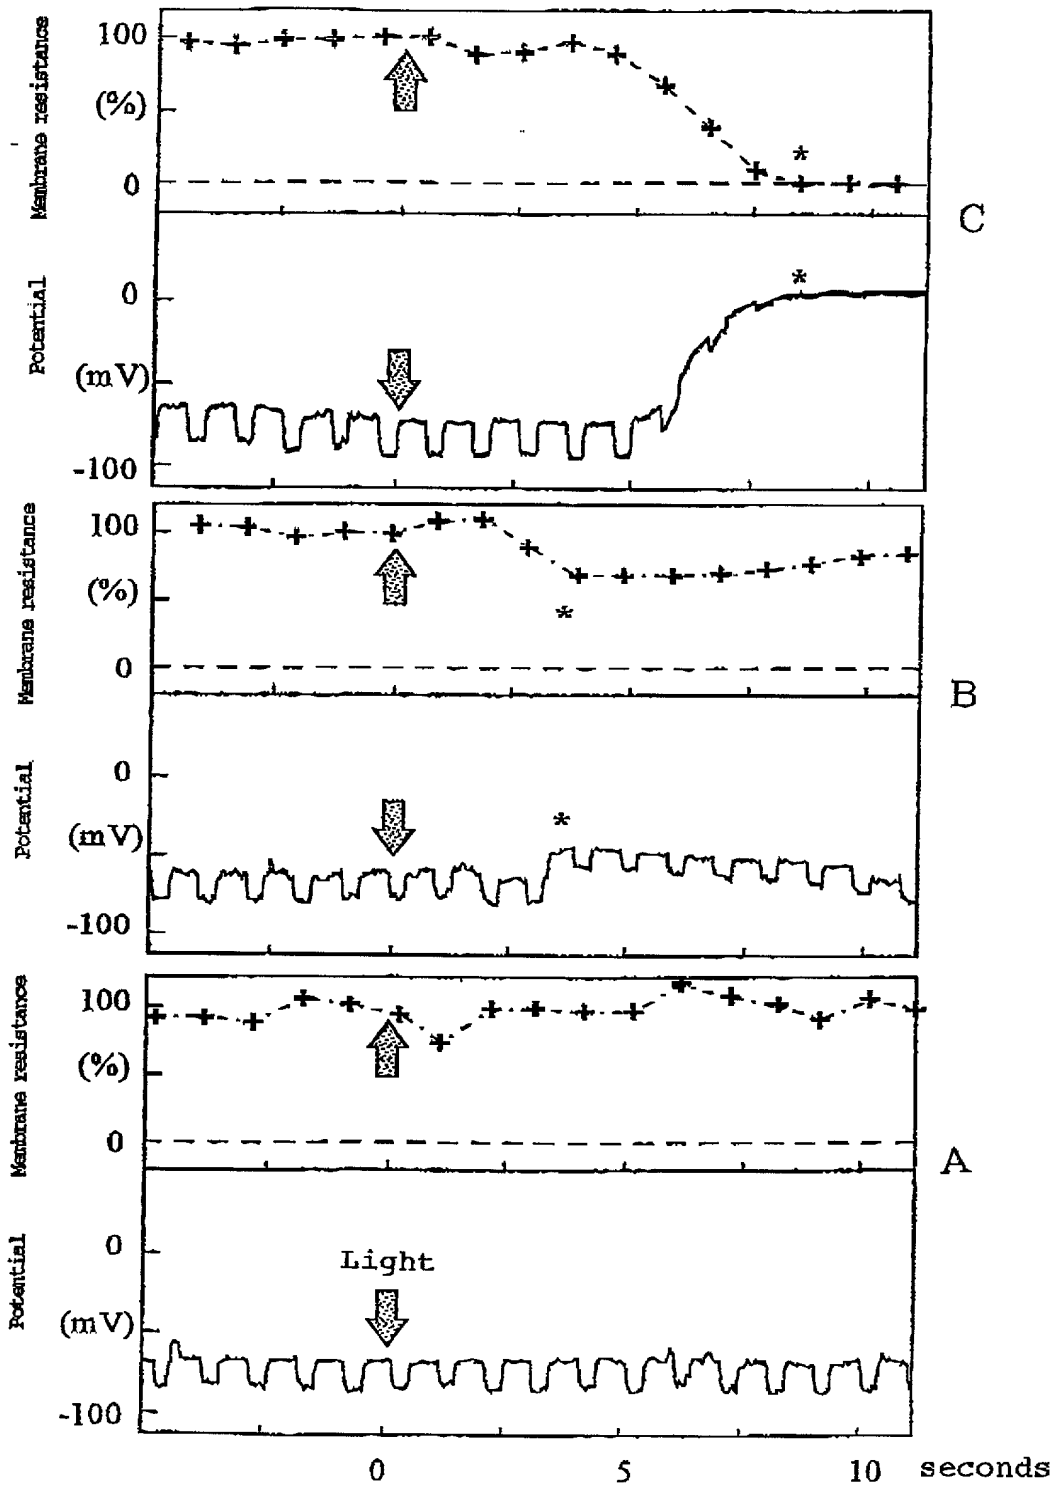 Membrane resistance
100
(%)
0
*
C
Potential
0
(mV)
-100
*
Membrane resistance
100
(%)
0
*
B
Potential
0
(mV)
-100
*
Membrane resistance
100
(%)
0
A
Potential
0
(mV)
-100
Light
0 5 10 seconds